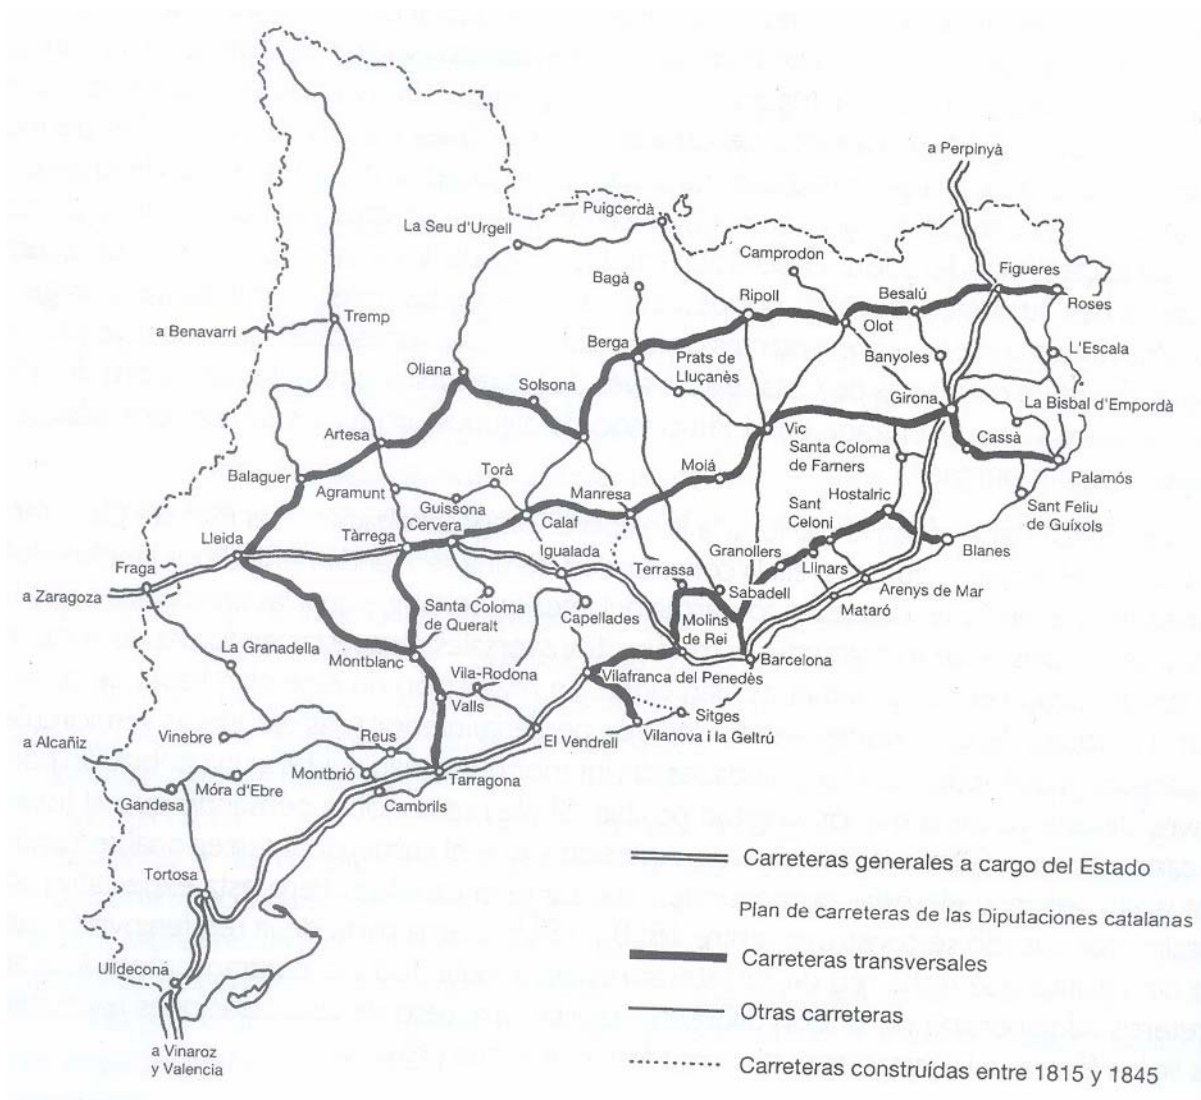 a Perpinyà
Puigcerdà
La Seu d'Urgell
Camprodon
Figueres
Bagà
Ripoll
Besalú
Roses
a Benavarri
Tremp
Olot
Berga
Prats de
Lluçanès
Banyoles
L'Escala
Oliana
Solsona
Girona
La Bisbal d'Empordà
Artesa
Vic
Cassà
Santa Coloma
de Farners
Balaguer
Torà
Moiá
Palamós
Agramunt
Manresa
Hostalric
Guissona
Sant
Celoni
Sant Feliu
de Guíxols
Cervera
Calaf
Lleida
Tàrrega
Igualada
Granollers
Blanes
Fraga
Terrassa
Llinars
a Zaragoza
Sabadell
Arenys de Mar
Santa Coloma
de Queralt
Capellades
Molins
de Rei
Mataró
La Granadella
Montblanc
Barcelona
Vila-Rodona
Vilafranca del Penedès
Valls
Sitges
a Alcañiz
Vinebre
Reus
El Vendrell
Vilanova i la Geltrú
Montbrió
Tarragona
Móra d'Ebre
Gandesa
Cambrils
Tortosa
Ulldecona
a Vinaroz
y Valencia
Carreteras generales a cargo del Estado
Plan de carreteras de las Diputaciones catalanas
Carreteras transversales
Otras carreteras
Carreteras construídas entre 1815 y 1845